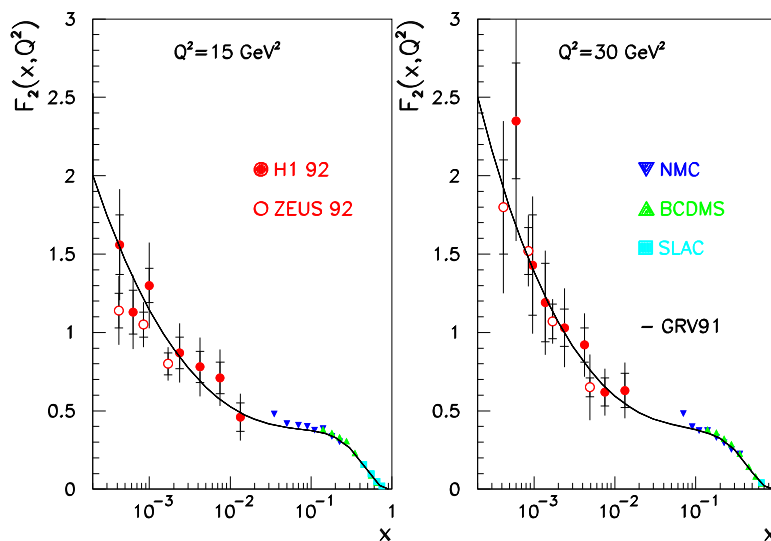 F₂(x,Q²)
Q²=15 GeV²
H1 92
ZEUS 92
3
2.5
2
1.5
1
0.5
0
10⁻³
10⁻²
10⁻¹
1
x
F₂(x,Q²)
Q²=30 GeV²
NMC
BCDMS
SLAC
GRV91
3
2.5
2
1.5
1
0.5
0
10⁻³
10⁻²
10⁻¹
x